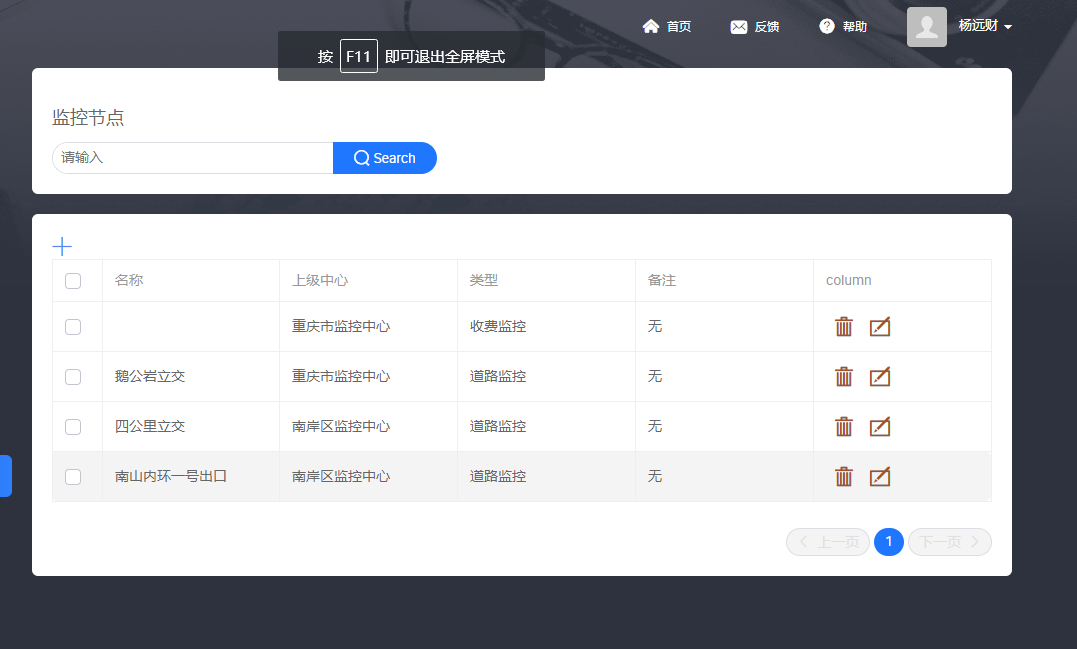 首页 反馈 帮助 杨远财
按 F11 即可退出全屏模式
监控节点
请输入 Search
名称 上级中心 类型 备注 column
重庆市监控中心 收费监控 无
鹅公岩立交 重庆市监控中心 道路监控 无
四公里立交 南岸区监控中心 道路监控 无
南山内环一号出口 南岸区监控中心 道路监控 无
上一页 1 下一页